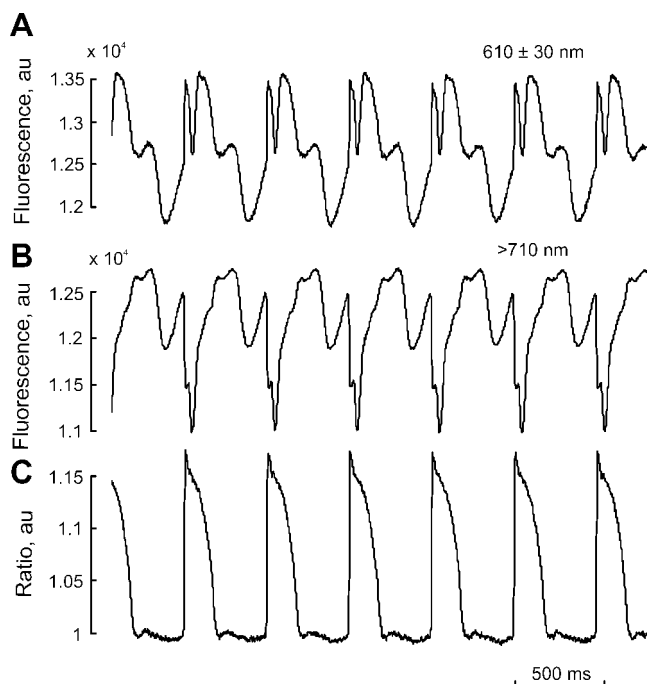 A
x 10⁴
610 ± 30 nm
Fluorescence, au
1.35
1.3
1.25
1.2
B
x 10⁴
>710 nm
Fluorescence, au
1.25
1.2
1.15
1.1
C
Ratio, au
1.15
1.1
1.05
1
500 ms